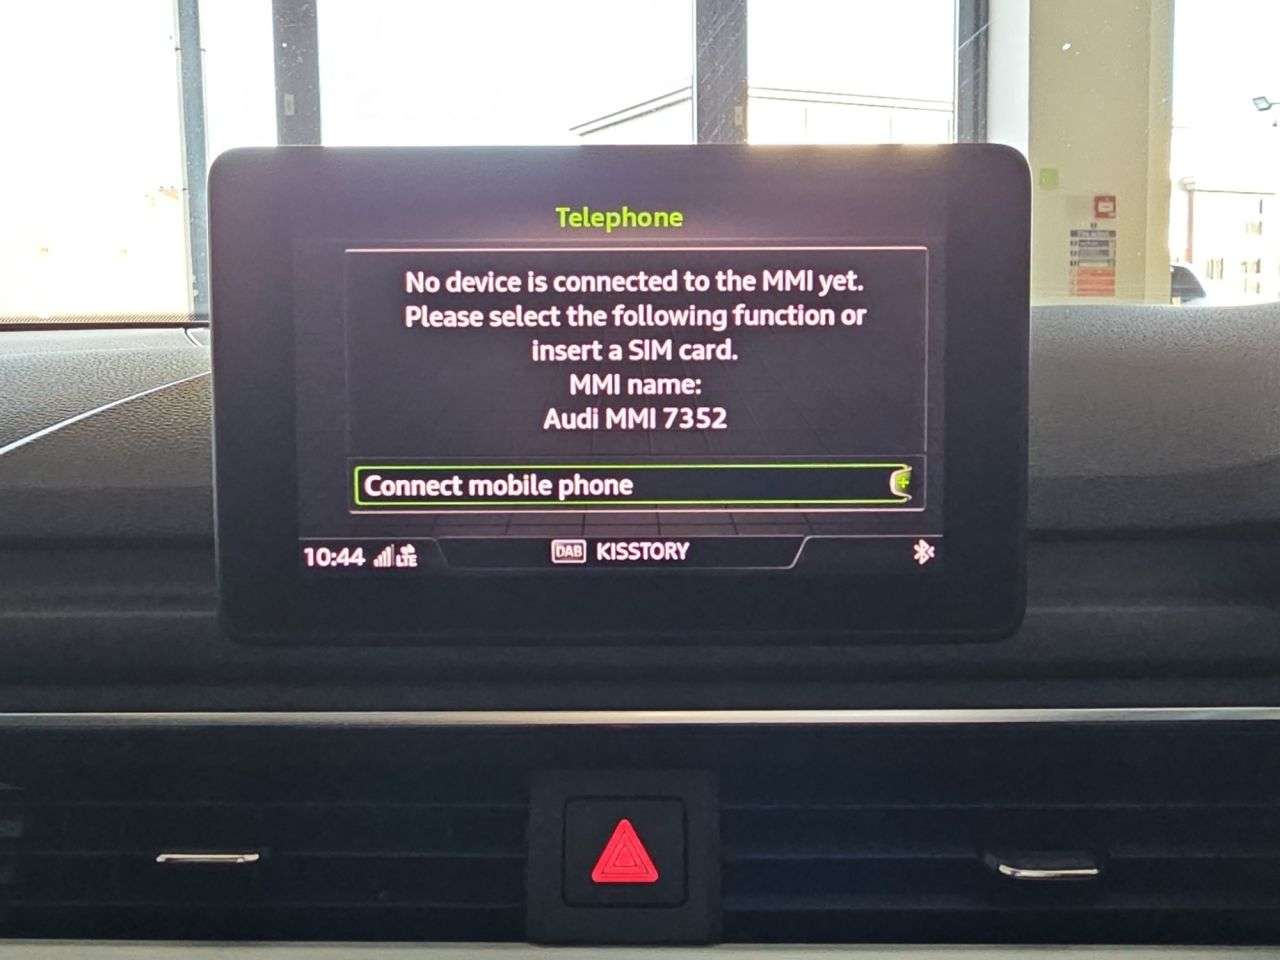 Telephone
No device is connected to the MMI yet.
Please select the following function or
insert a SIM card.
MMI name:
Audi MMI 7352
Connect mobile phone
10:44 LTE DAB KISSTORY